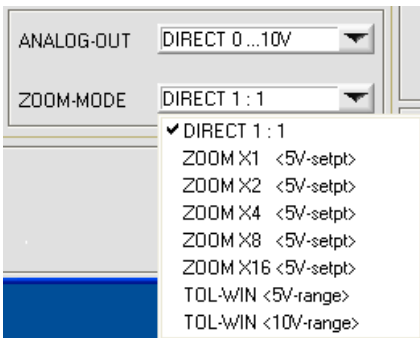 ANALOG-OUT DIRECT 0 ...10V
ZOOM-MODE DIRECT 1 : 1
✔ DIRECT 1 : 1
ZOOM X1 <5V-setpt>
ZOOM X2 <5V-setpt>
ZOOM X4 <5V-setpt>
ZOOM X8 <5V-setpt>
ZOOM X16 <5V-setpt>
TOL-WIN <5V-range>
TOL-WIN <10V-range>